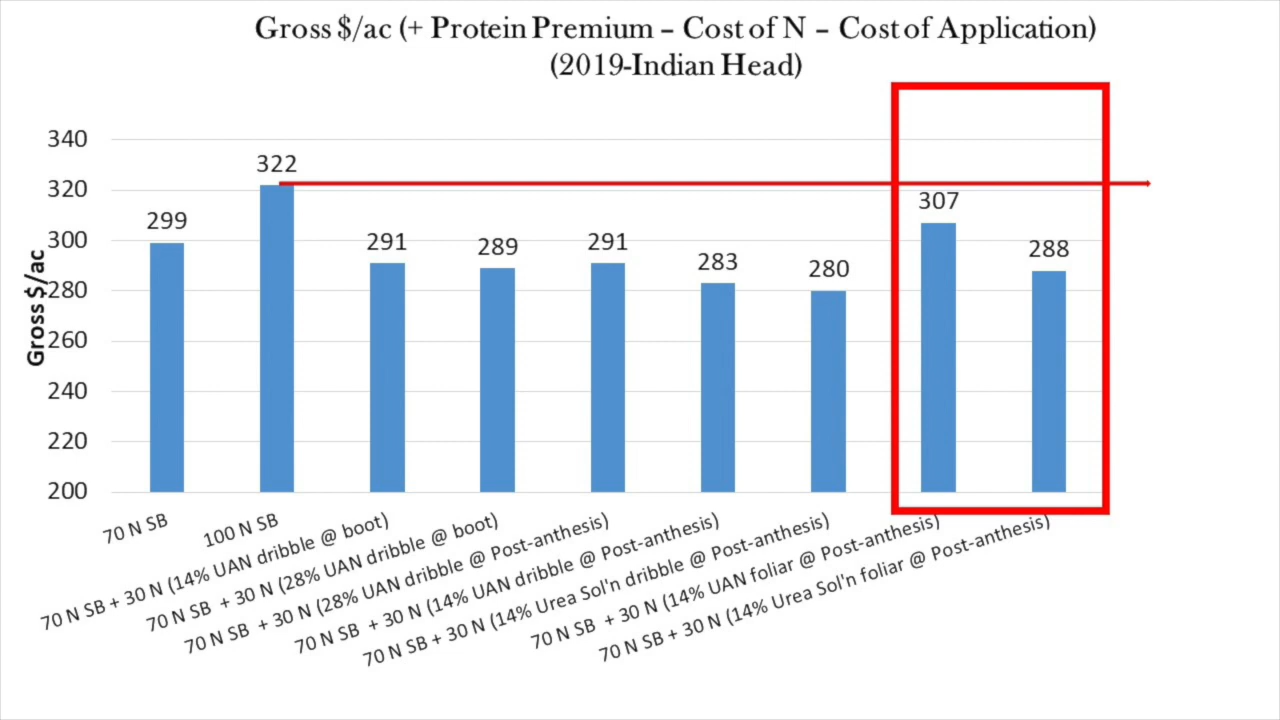 Gross $/ac (+ Protein Premium – Cost of N – Cost of Application)
(2019-Indian Head)
Gross $/ac
340
320
300
280
260
240
220
200
299
322
291
289
291
283
280
307
288
70 N SB
100 N SB
70 N SB + 30 N (14% UAN dribble @ boot)
70 N SB + 30 N (28% UAN dribble @ boot)
70 N SB + 30 N (28% UAN dribble @ Post-anthesis)
70 N SB + 30 N (14% UAN dribble @ Post-anthesis)
70 N SB + 30 N (14% Urea Sol'n dribble @ Post-anthesis)
70 N SB + 30 N (14% UAN foliar @ Post-anthesis)
70 N SB + 30 N (14% Urea Sol'n foliar @ Post-anthesis)